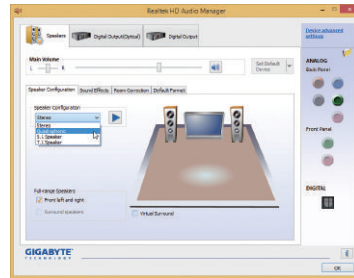 Realtek HD Audio Manager
Speakers
Digital Output(Optical)
Digital Output
Device advanced settings
Main Volume
L
R
Set Default Device
ANALOG
Back Panel
Speaker Configuration
Sound Effects
Room Correction
Default Format
Speaker Configuration
Stereo
Stereo
Quadraphonic
5.1 Speaker
7.1 Speaker
Front Panel
Full-range Speakers
Front left and right
Surround speakers
Virtual Surround
DIGITAL
GIGABYTE
TECHNOLOGY
OK